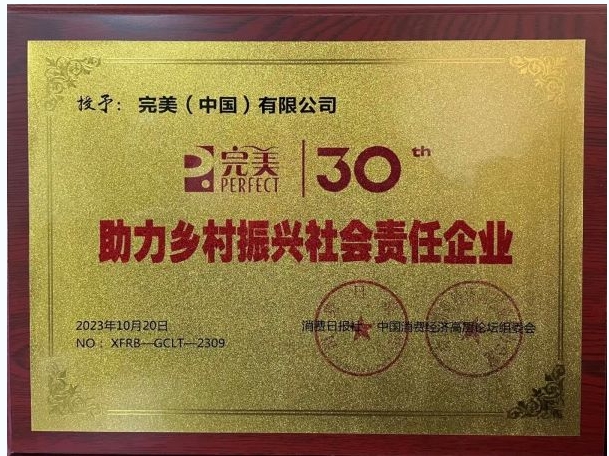 授予：完美（中国）有限公司
完美 PERFECT 30th
助力乡村振兴社会责任企业
2023年10月20日
消费日报社 中国消费经济高层论坛组委会
NO：XFRB—GCLT—2309